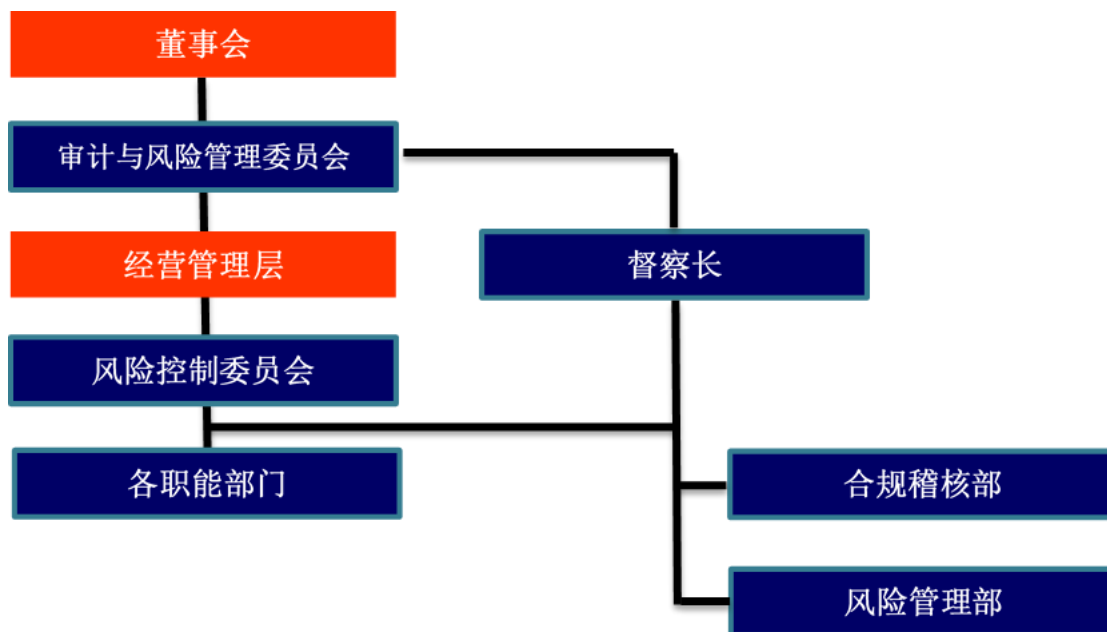 董事会
审计与风险管理委员会
经营管理层
督察长
风险控制委员会
各职能部门
合规稽核部
风险管理部